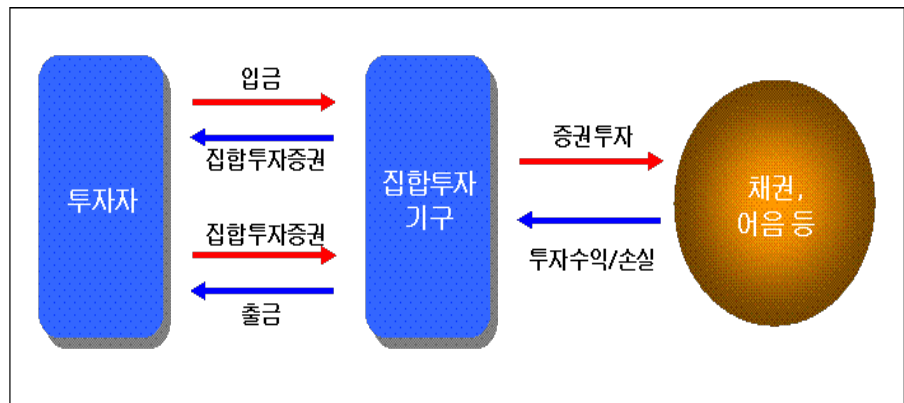 투자자
입금
집합투자증권
집합투자증권
출금
집합투자
기구
증권투자
투자수익/손실
채권,
어음 등